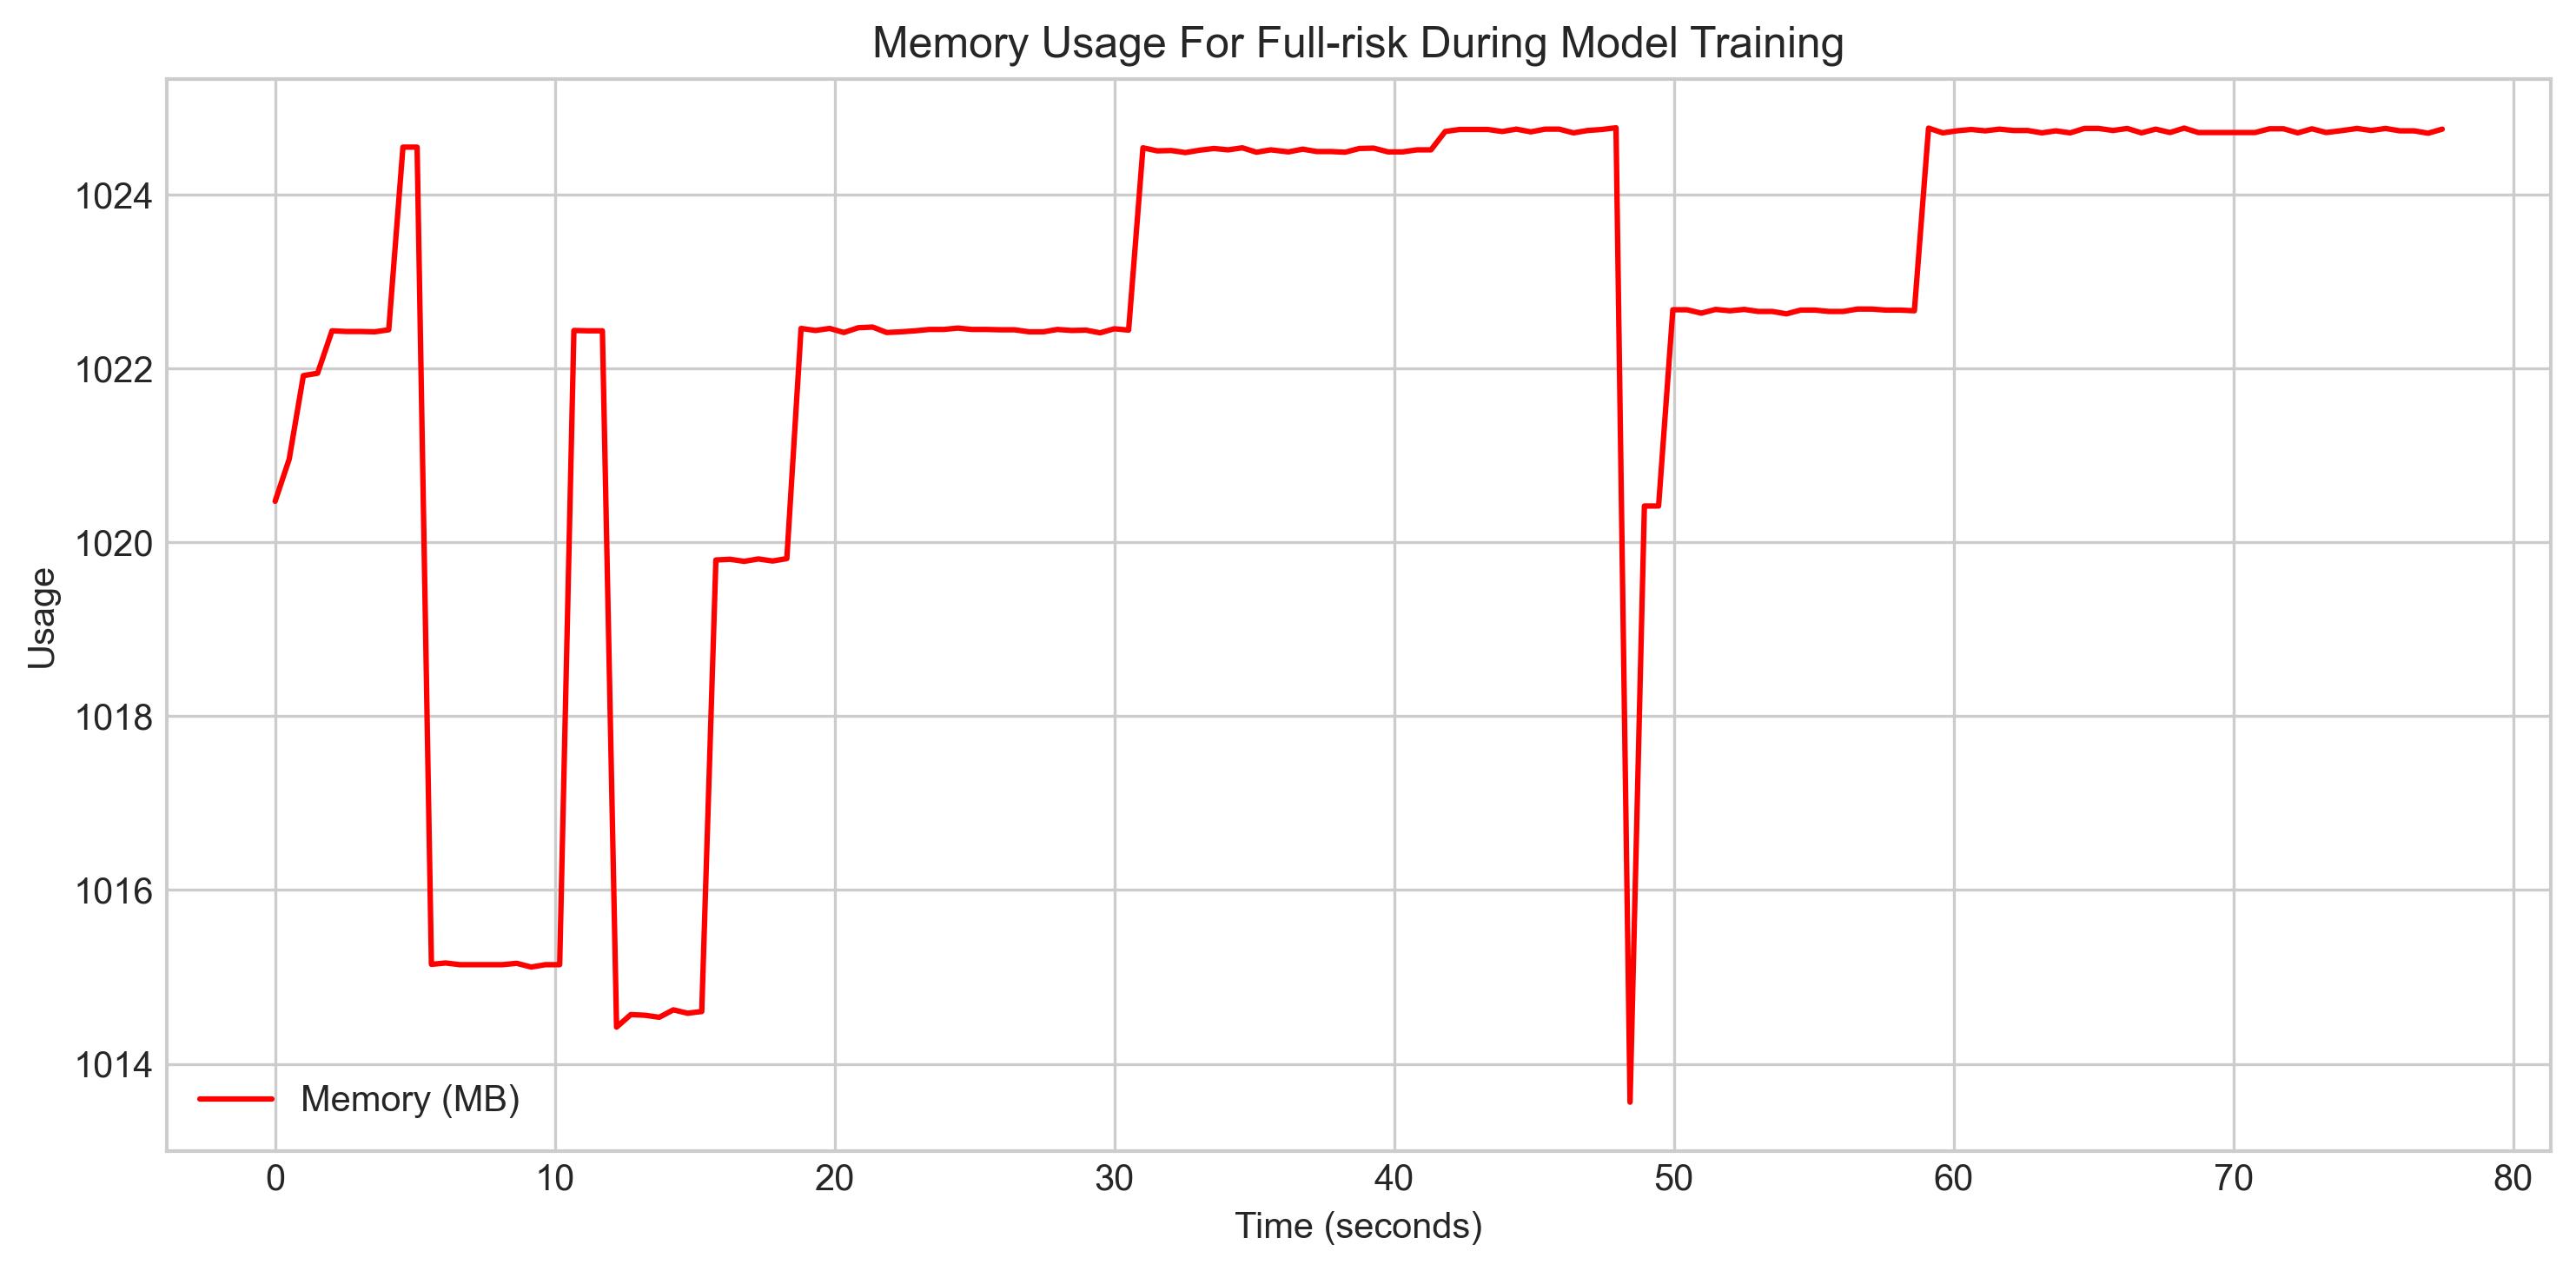 Memory Usage For Full-risk During Model Training
Usage
1024
1022
1020
1018
1016
1014
Memory (MB)
0 10 20 30 40 50 60 70 80
Time (seconds)